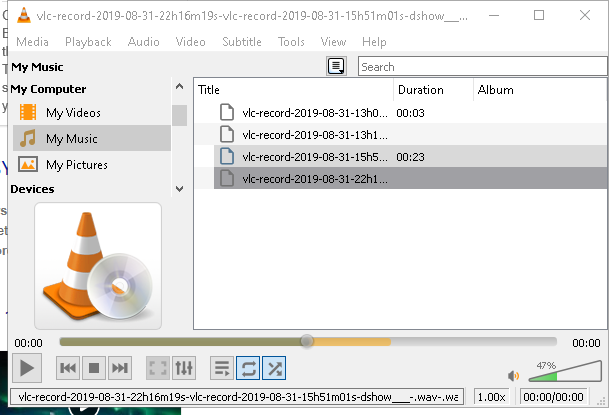 vlc-record-2019-08-31-22h16m19s-vlc-record-2019-08-31-15h51m01s-dshow___...
Media Playback Audio Video Subtitle Tools View Help
My Music Search
My Computer Title Duration Album
My Videos vlc-record-2019-08-31-13h0... 00:03
My Music vlc-record-2019-08-31-13h1...
vlc-record-2019-08-31-15h5... 00:23
My Pictures vlc-record-2019-08-31-22h1...
Devices
00:00 00:00
47%
vlc-record-2019-08-31-22h16m19s-vlc-record-2019-08-31-15h51m01s-dshow___-.wav-.wa 1.00x 00:00/00:00